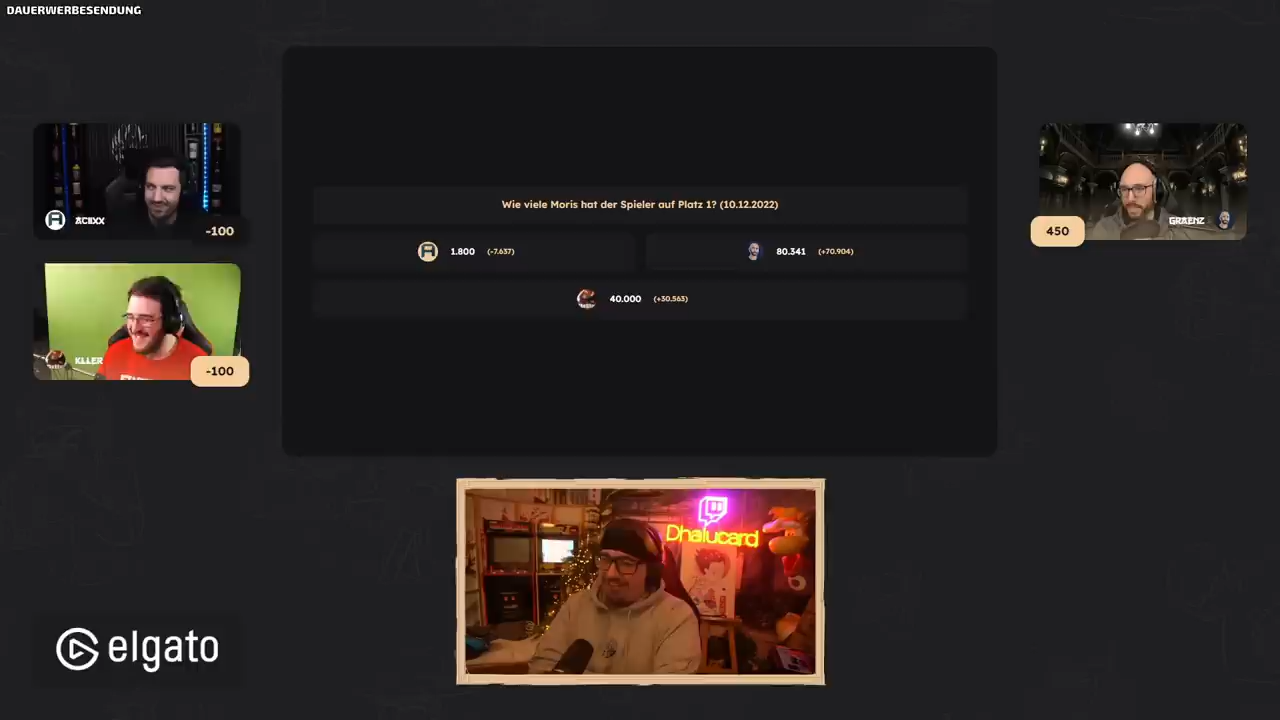 DAUERWERBESENDUNG
Wie viele Moris hat der Spieler auf Platz 1? (10.12.2022)
1.800 (-7.637)
80.341 (+70.904)
40.000 (+30.563)
ACIIXX
-100
KLLER
-100
GRAENZ
450
Dhalucard
elgato